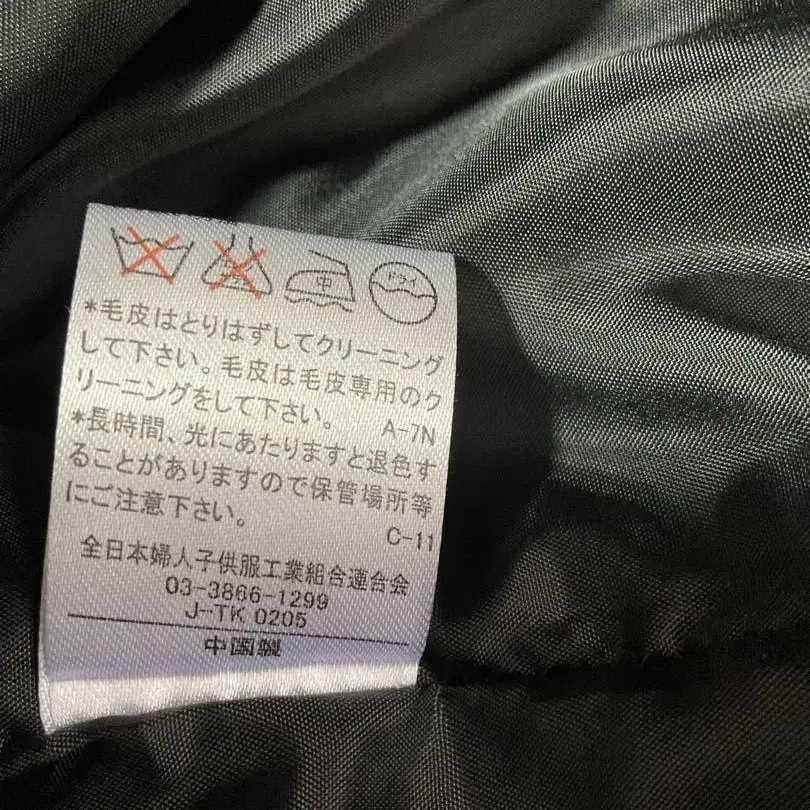 中 ドライ
*毛皮はとりはずしてクリーニング
して下さい。毛皮は毛皮専用のク
リーニングをして下さい。 A-7N
*長時間、光にあたりますと退色す
ることがありますので保管場所等
にご注意下さい。 C-11
全日本婦人子供服工業組合連合会
03-3866-1299
J-TK 0205
中国製